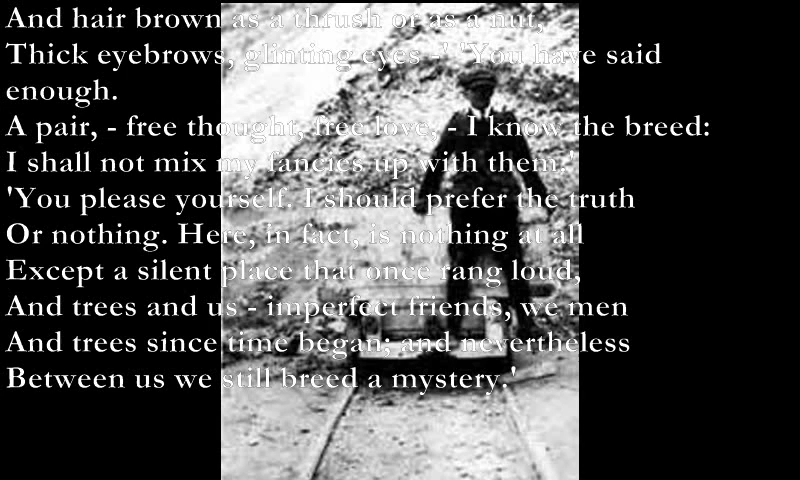 And hair brown as a thrush or as a nut,
Thick eyebrows, glinting eyes -' 'You have said
enough.
A pair, - free thought, free love, - I know the breed:
I shall not mix my fancies up with them.'
'You please yourself. I should prefer the truth
Or nothing. Here, in fact, is nothing at all
Except a silent place that once rang loud,
And trees and us - imperfect friends, we men
And trees since time began; and nevertheless
Between us we still breed a mystery.'